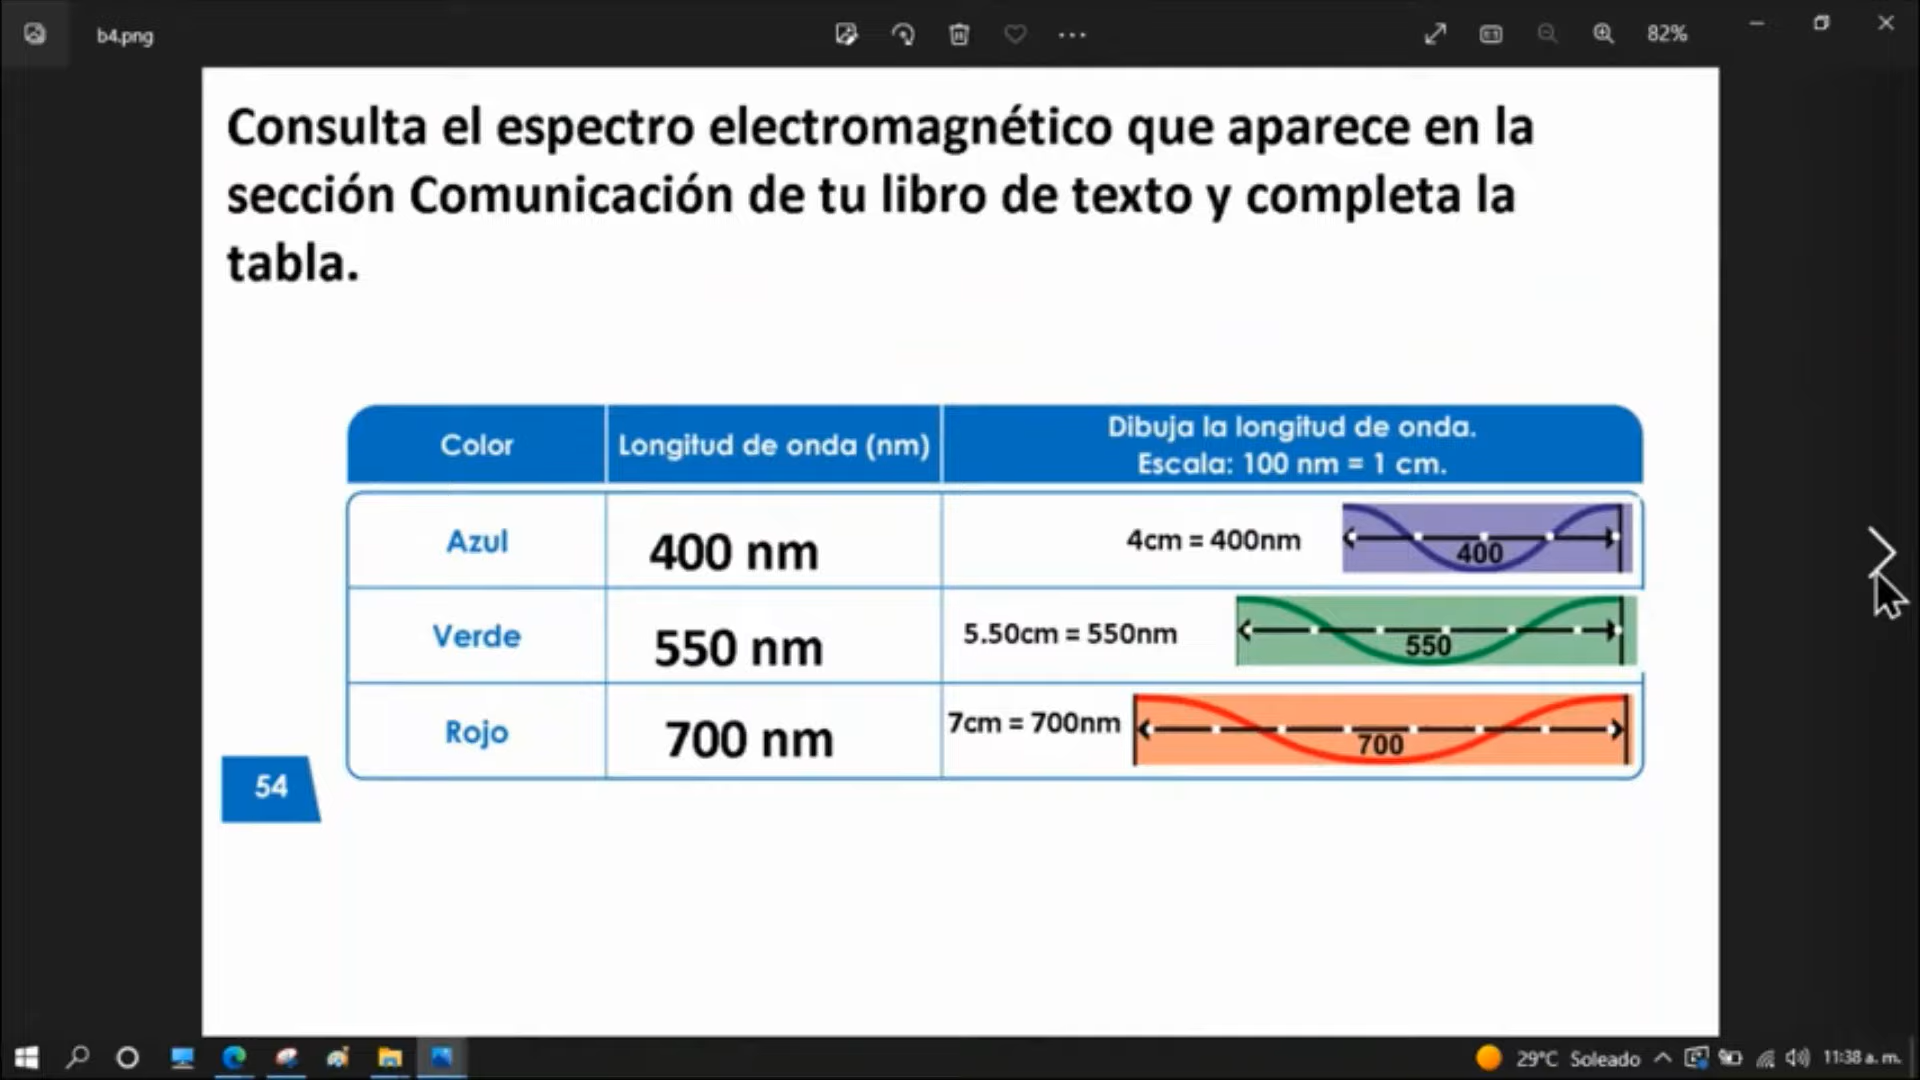 b4.png
82%
Consulta el espectro electromagnético que aparece en la
sección Comunicación de tu libro de texto y completa la
tabla.
Color
Longitud de onda (nm)
Dibuja la longitud de onda.
Escala: 100 nm = 1 cm.
Azul
400 nm
4cm = 400nm
400
Verde
550 nm
5.50cm = 550nm
550
Rojo
700 nm
7cm = 700nm
700
54
29°C Soleado
11:38 a. m.